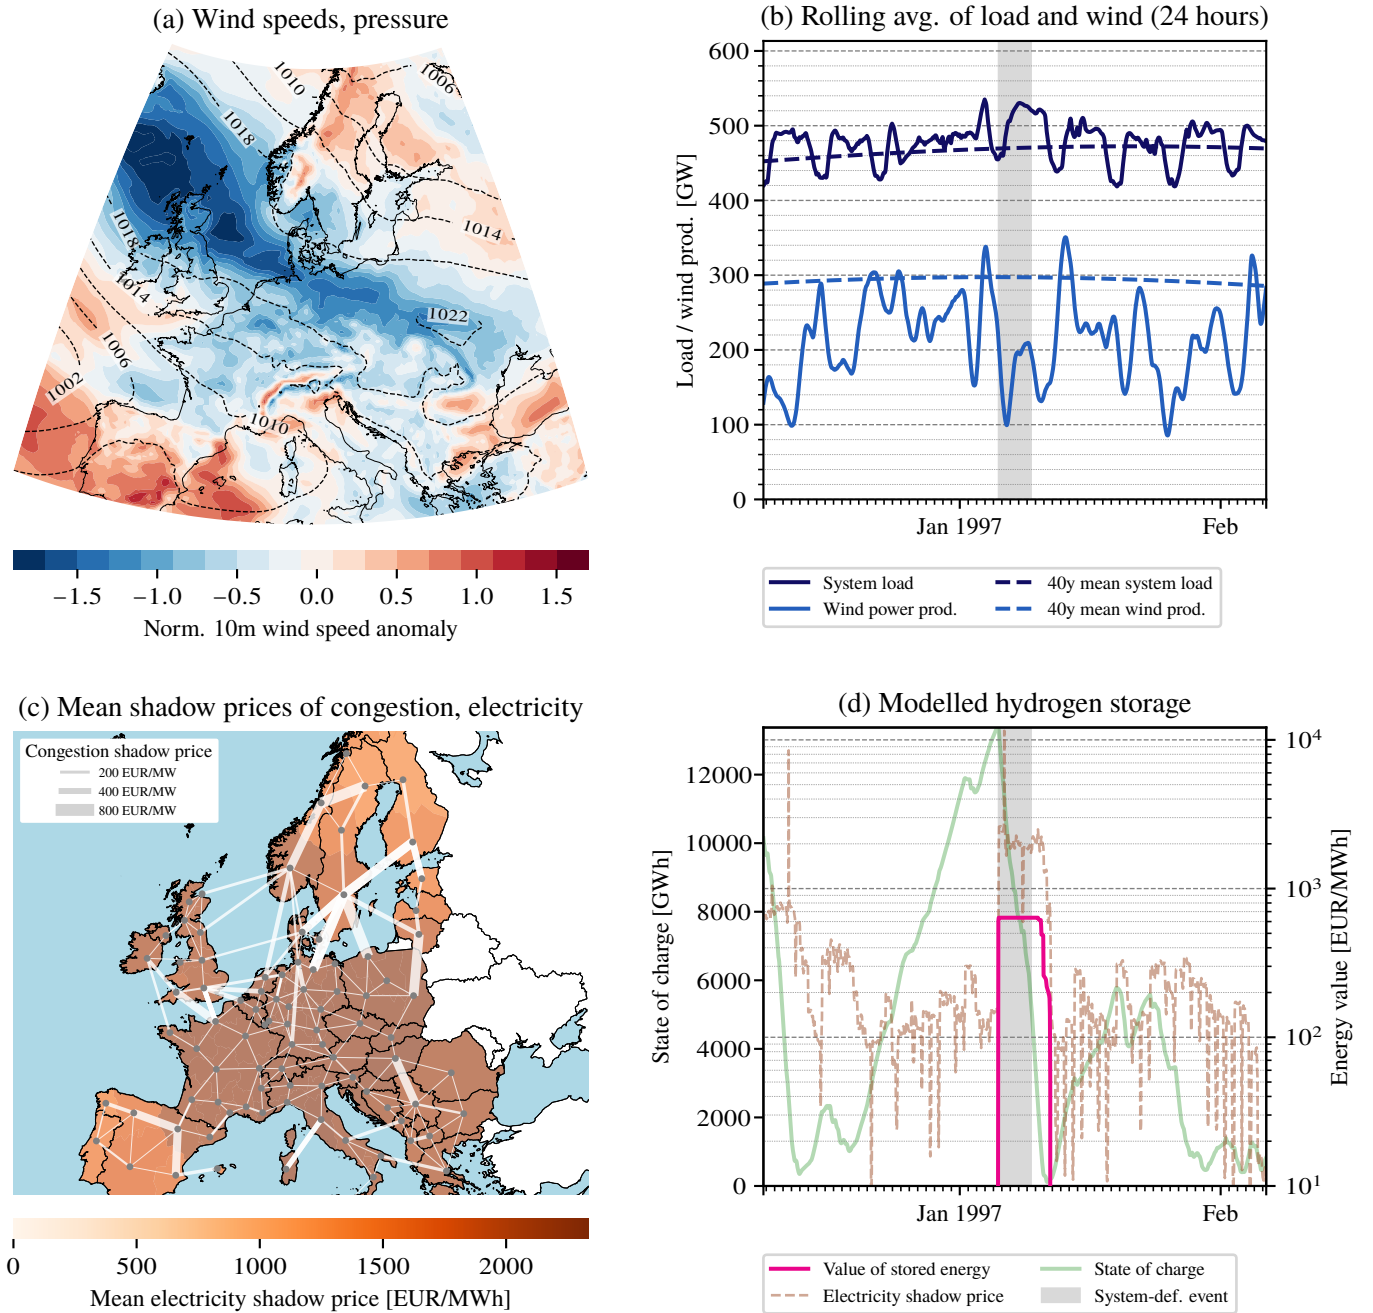 (a) Wind speeds, pressure
1010
1006
1018
1018
1014
1014
1022
1006
1002
1010
−1.5 −1.0 −0.5 0.0 0.5 1.0 1.5
Norm. 10m wind speed anomaly
(b) Rolling avg. of load and wind (24 hours)
600
500
400
300
200
100
0
Load / wind prod. [GW]
Jan 1997 Feb
System load
Wind power prod.
40y mean system load
40y mean wind prod.
(c) Mean shadow prices of congestion, electricity
Congestion shadow price
200 EUR/MW
400 EUR/MW
800 EUR/MW
0 500 1000 1500 2000
Mean electricity shadow price [EUR/MWh]
(d) Modelled hydrogen storage
12000
10000
8000
6000
4000
2000
0
State of charge [GWh]
10⁴
10³
10²
10¹
Energy value [EUR/MWh]
Jan 1997 Feb
Value of stored energy
Electricity shadow price
State of charge
System-def. event